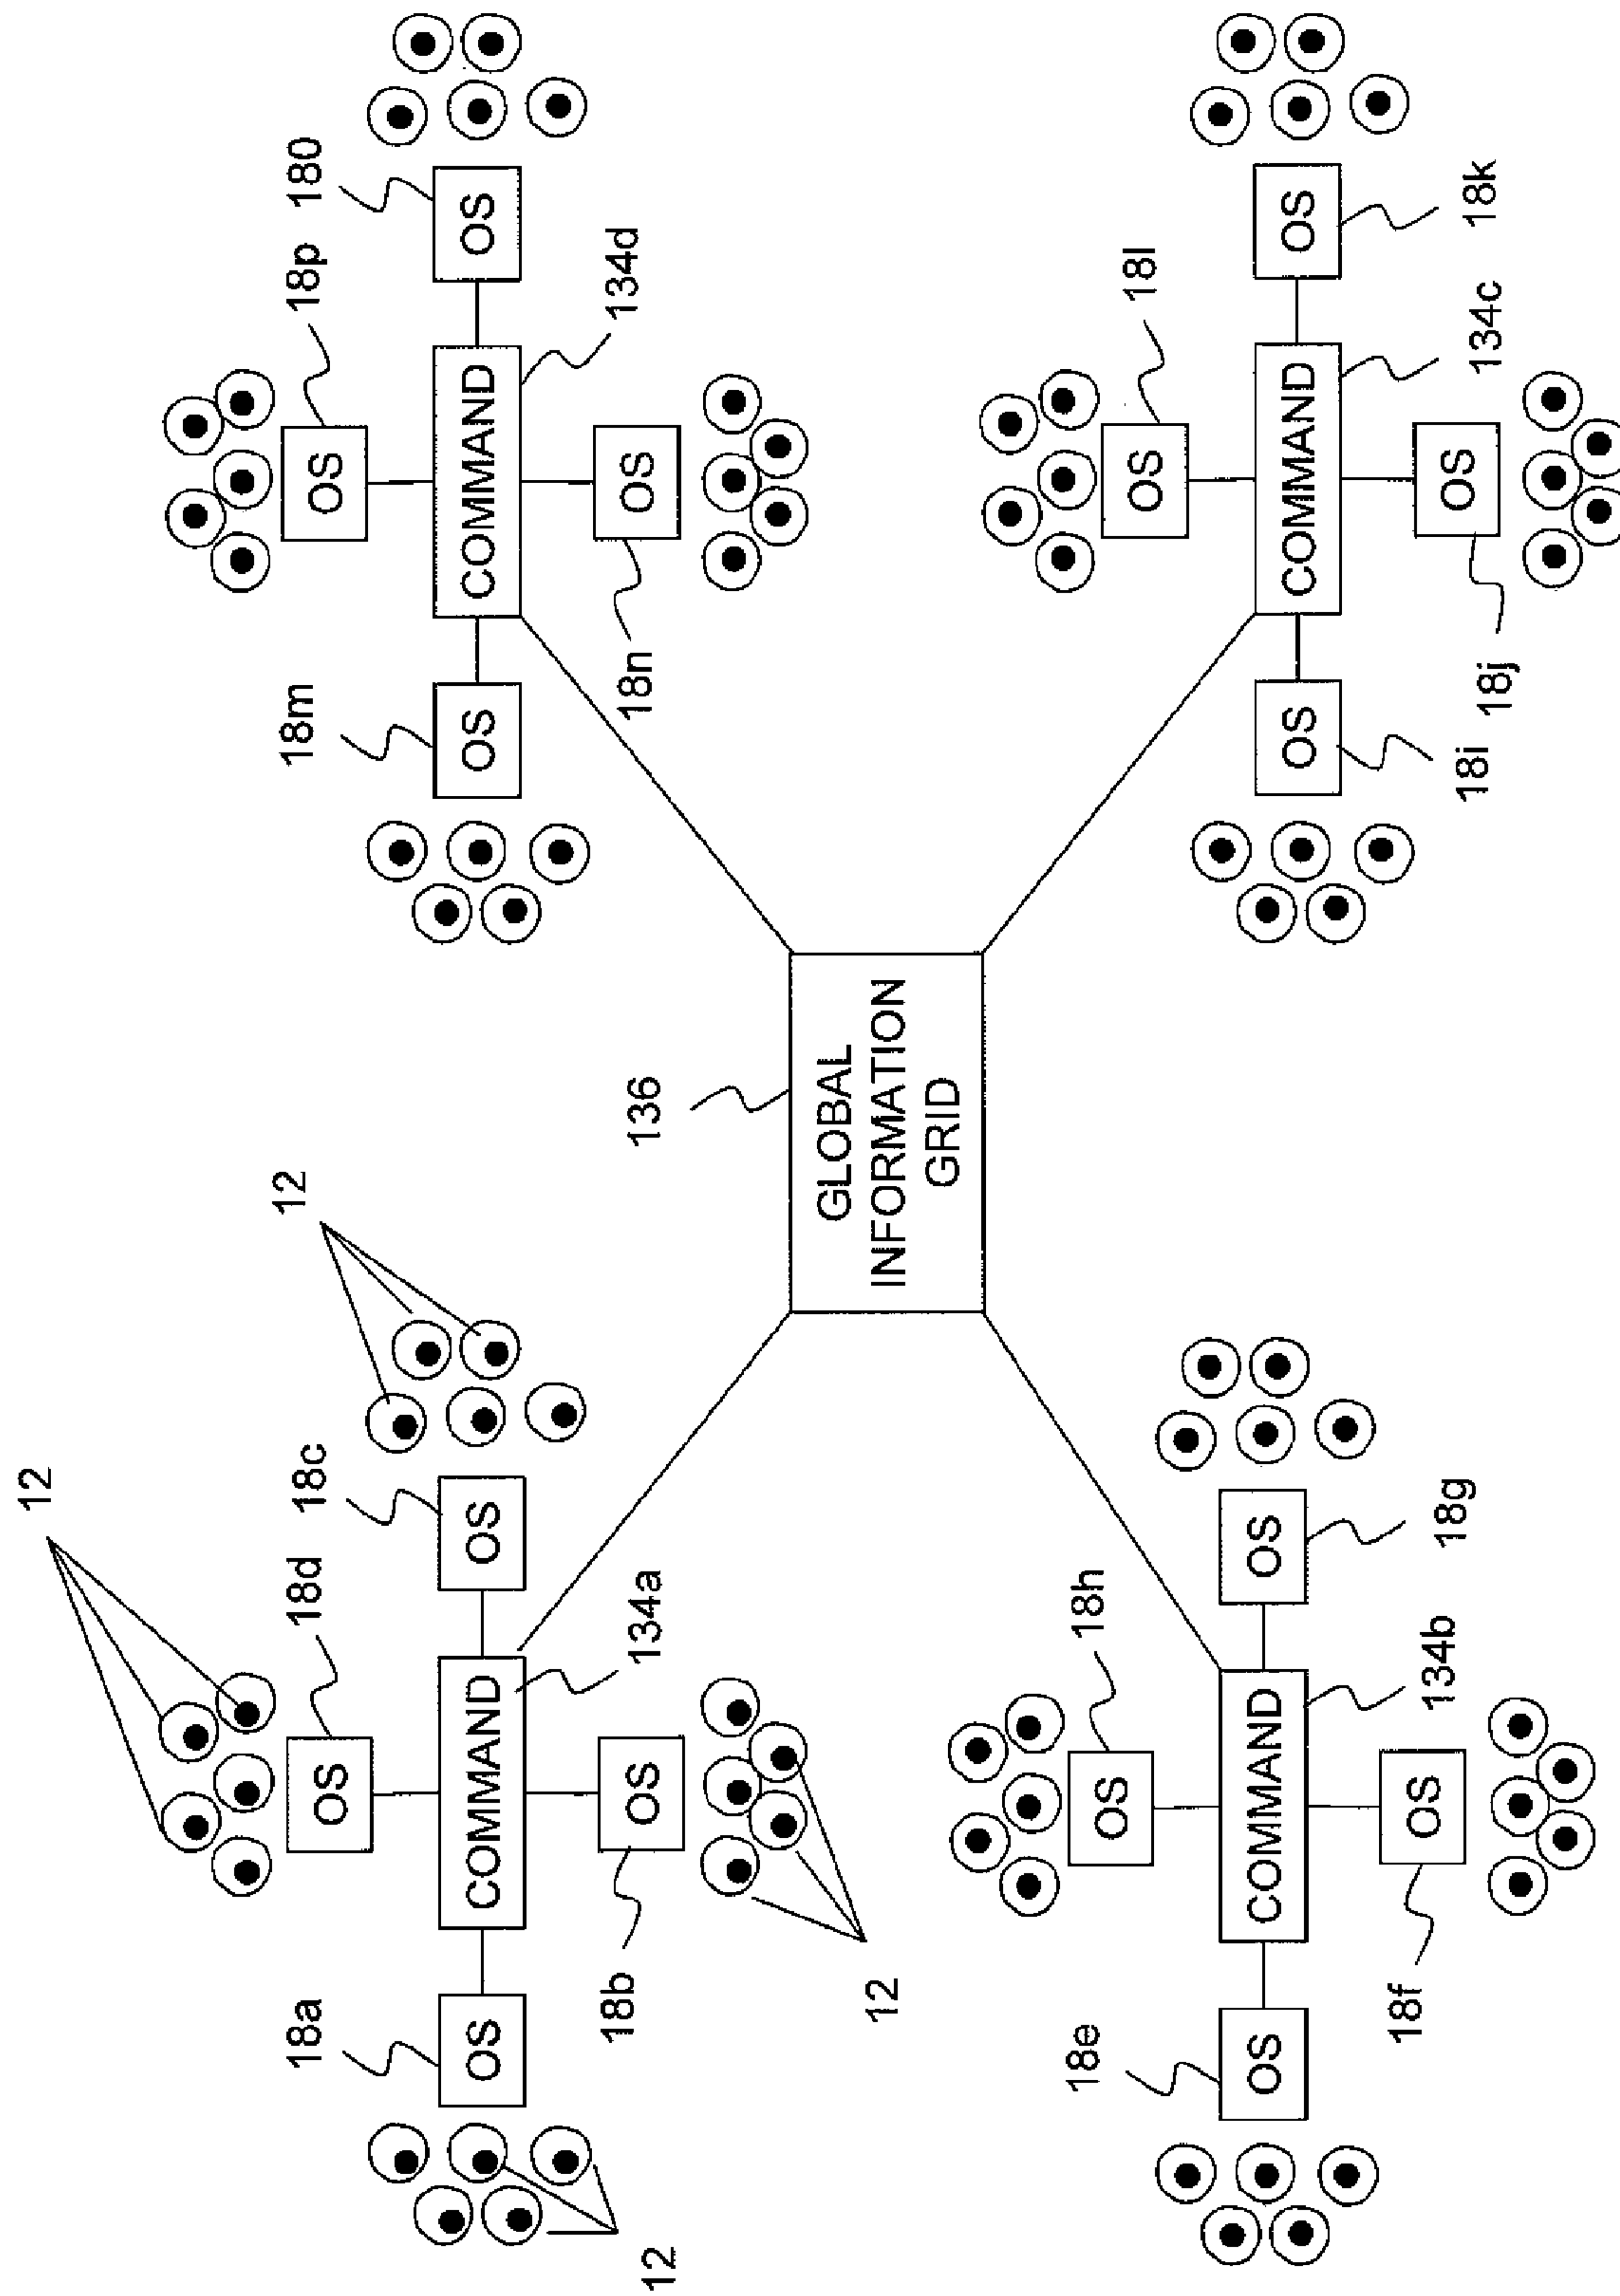 12
12
18d
18c
18p
180
18a
18m
OS
OS
OS
COMMAND
OS
134a
OS
COMMAND
OS
134d
OS
OS
18b
18n
136
12
GLOBAL
INFORMATION
GRID
12
18h
18l
18e
OS
OS
OS
COMMAND
OS
OS
COMMAND
OS
134b
18g
134c
18k
OS
OS
18f
18i
18j